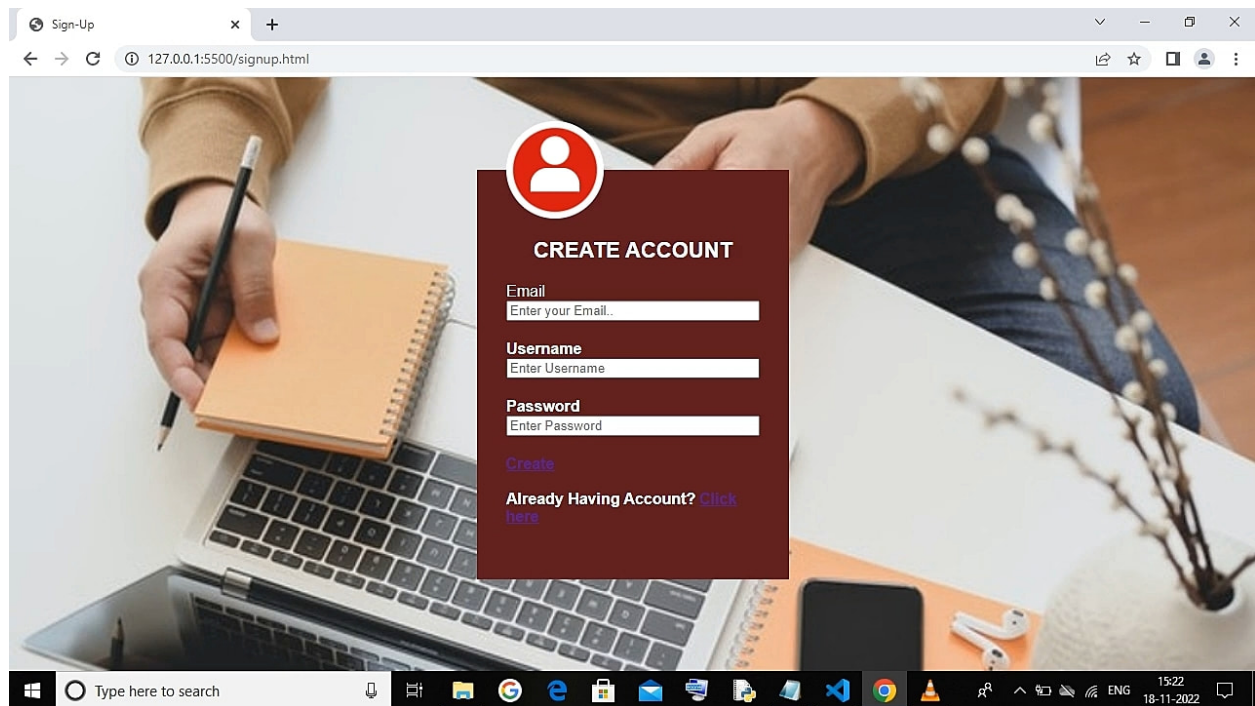 Sign-Up
127.0.0.1:5500/signup.html
CREATE ACCOUNT
Email
Enter your Email..
Username
Enter Username
Password
Enter Password
Create
Already Having Account? Click
here
Type here to search
ENG
15:22
18-11-2022